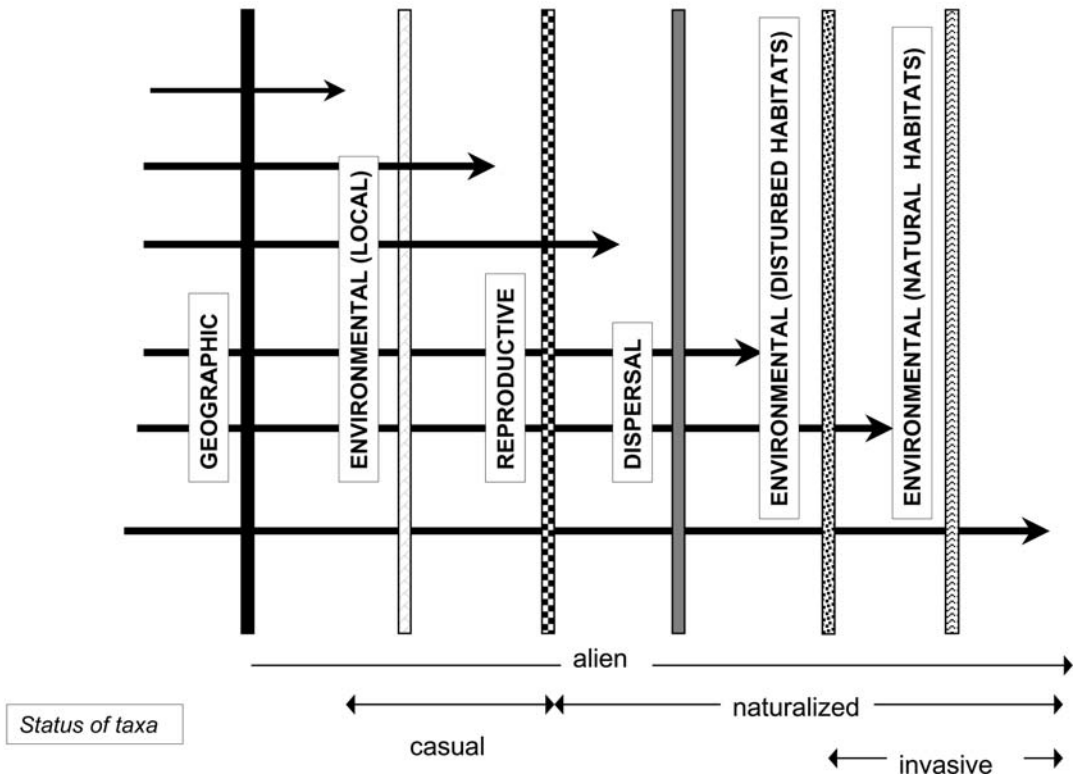 GEOGRAPHIC
ENVIRONMENTAL (LOCAL)
REPRODUCTIVE
DISPERSAL
ENVIRONMENTAL (DISTURBED HABITATS)
ENVIRONMENTAL (NATURAL HABITATS)
alien
Status of taxa
naturalized
casual
invasive